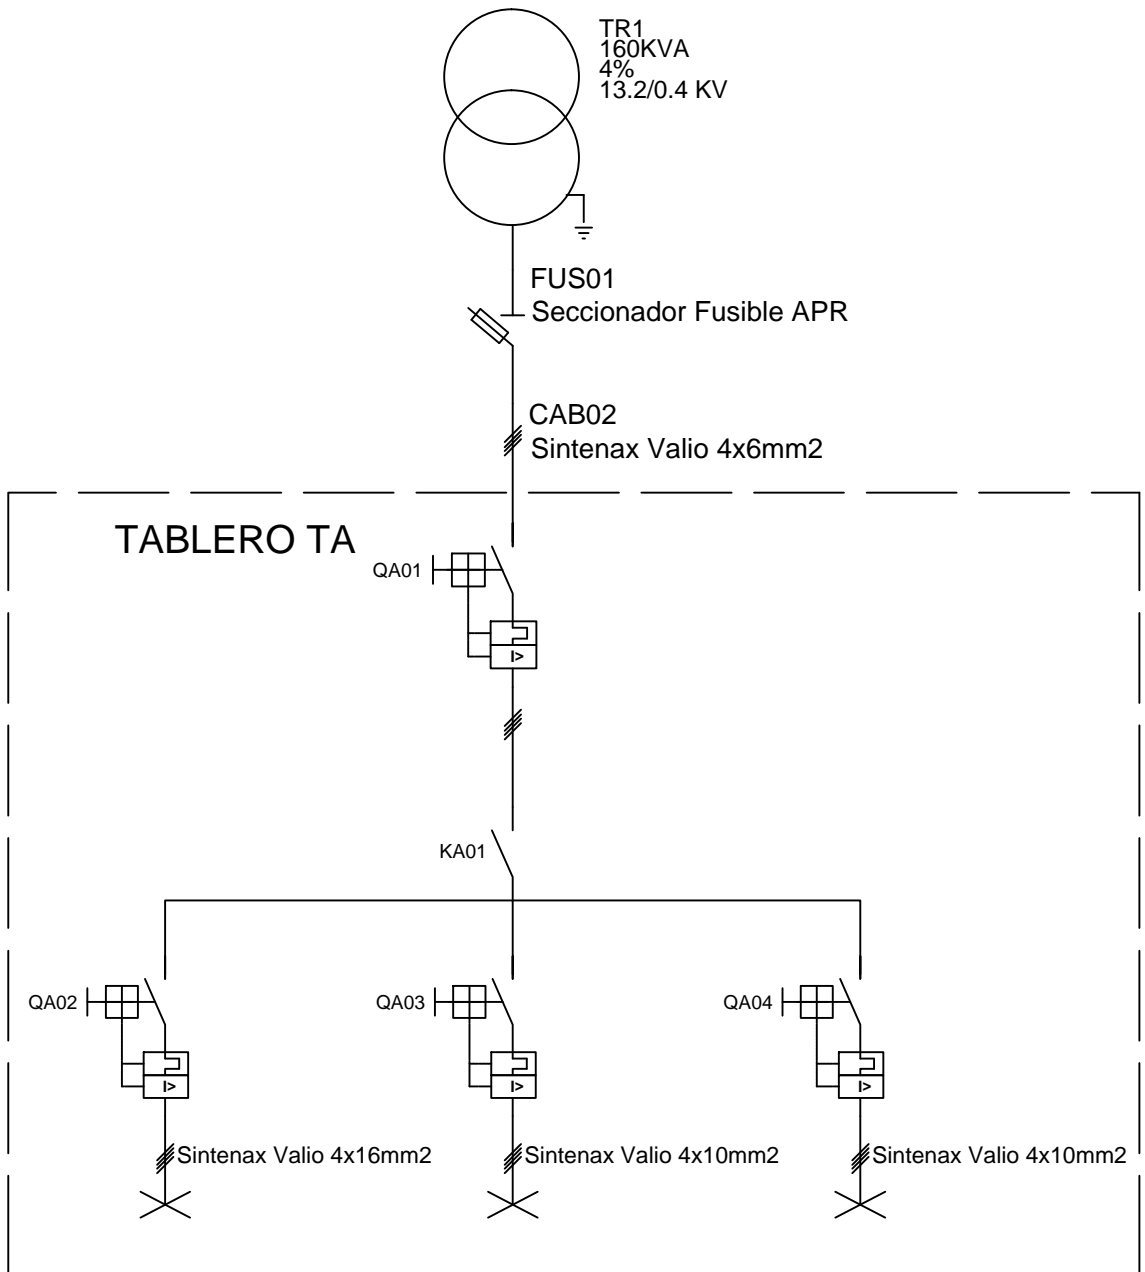 TR1
160KVA
4%
13.2/0.4 KV
FUS01
Seccionador Fusible APR
CAB02
Sintenax Valio 4x6mm2
TABLERO TA
QA01
I>
KA01
QA02
QA03
QA04
I>
I>
I>
Sintenax Valio 4x16mm2
Sintenax Valio 4x10mm2
Sintenax Valio 4x10mm2